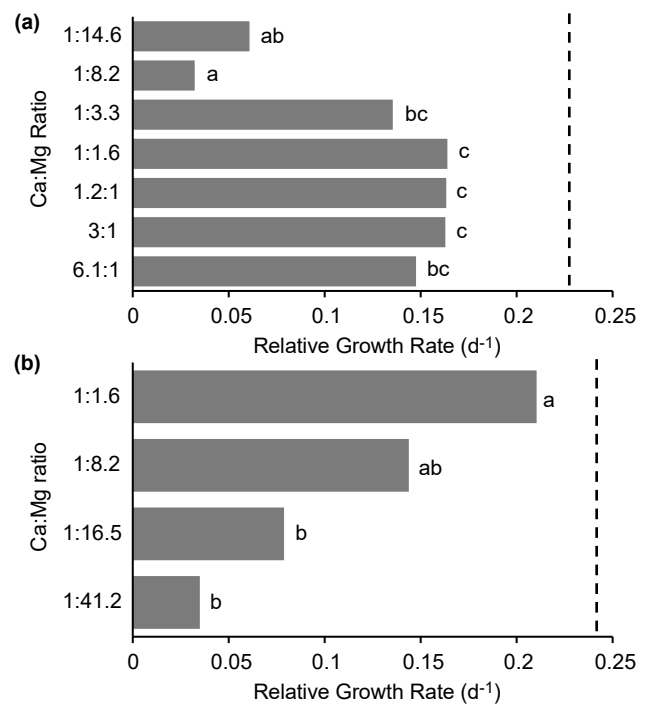 (a)
Ca:Mg Ratio
1:14.6
ab
1:8.2
a
1:3.3
bc
1:1.6
c
1.2:1
c
3:1
c
6.1:1
bc
0 0.05 0.1 0.15 0.2 0.25
Relative Growth Rate (d-1)
(b)
Ca:Mg ratio
1:1.6
a
1:8.2
ab
1:16.5
b
1:41.2
b
0 0.05 0.1 0.15 0.2 0.25
Relative Growth Rate (d-1)